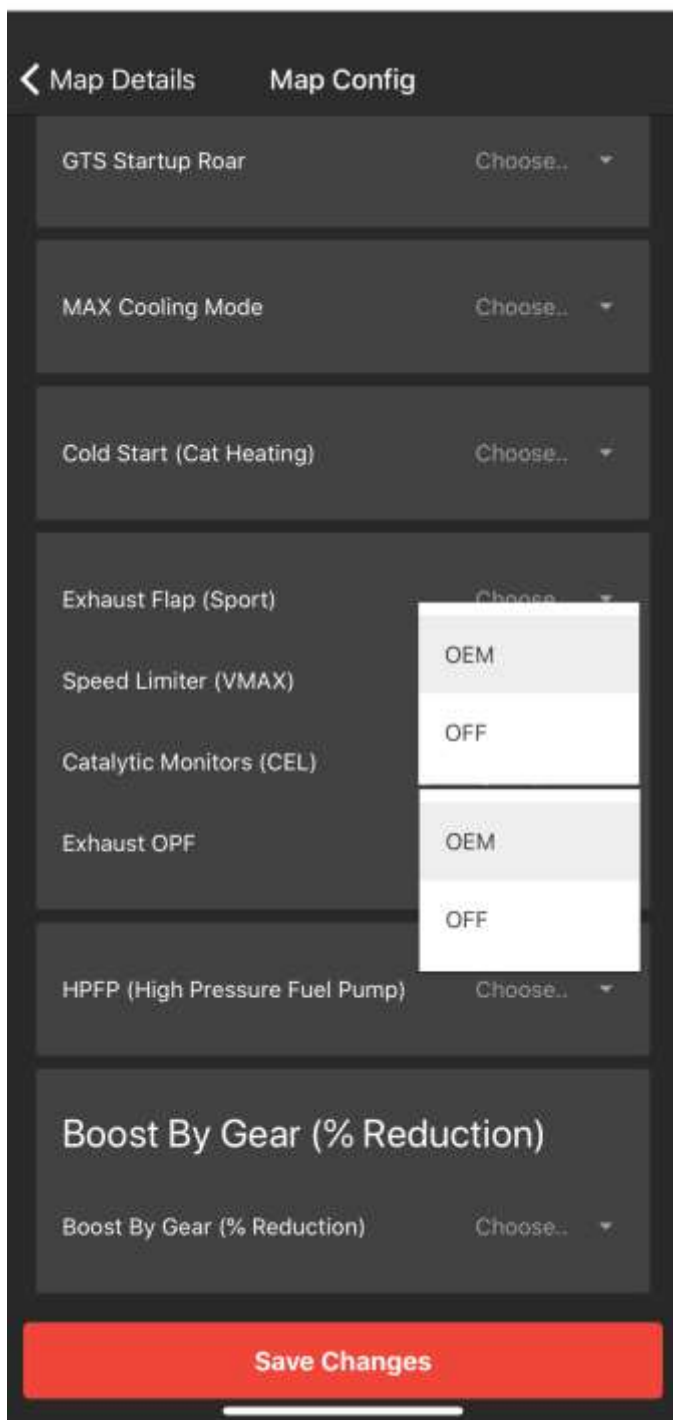 Map Details Map Config
GTS Startup Roar Choose..
MAX Cooling Mode Choose..
Cold Start (Cat Heating) Choose..
Exhaust Flap (Sport) Choose
OEM
Speed Limiter (VMAX)
OFF
Catalytic Monitors (CEL)
Exhaust OPF OEM
OFF
HPFP (High Pressure Fuel Pump) Choose..
Boost By Gear (% Reduction)
Boost By Gear (% Reduction) Choose..
Save Changes